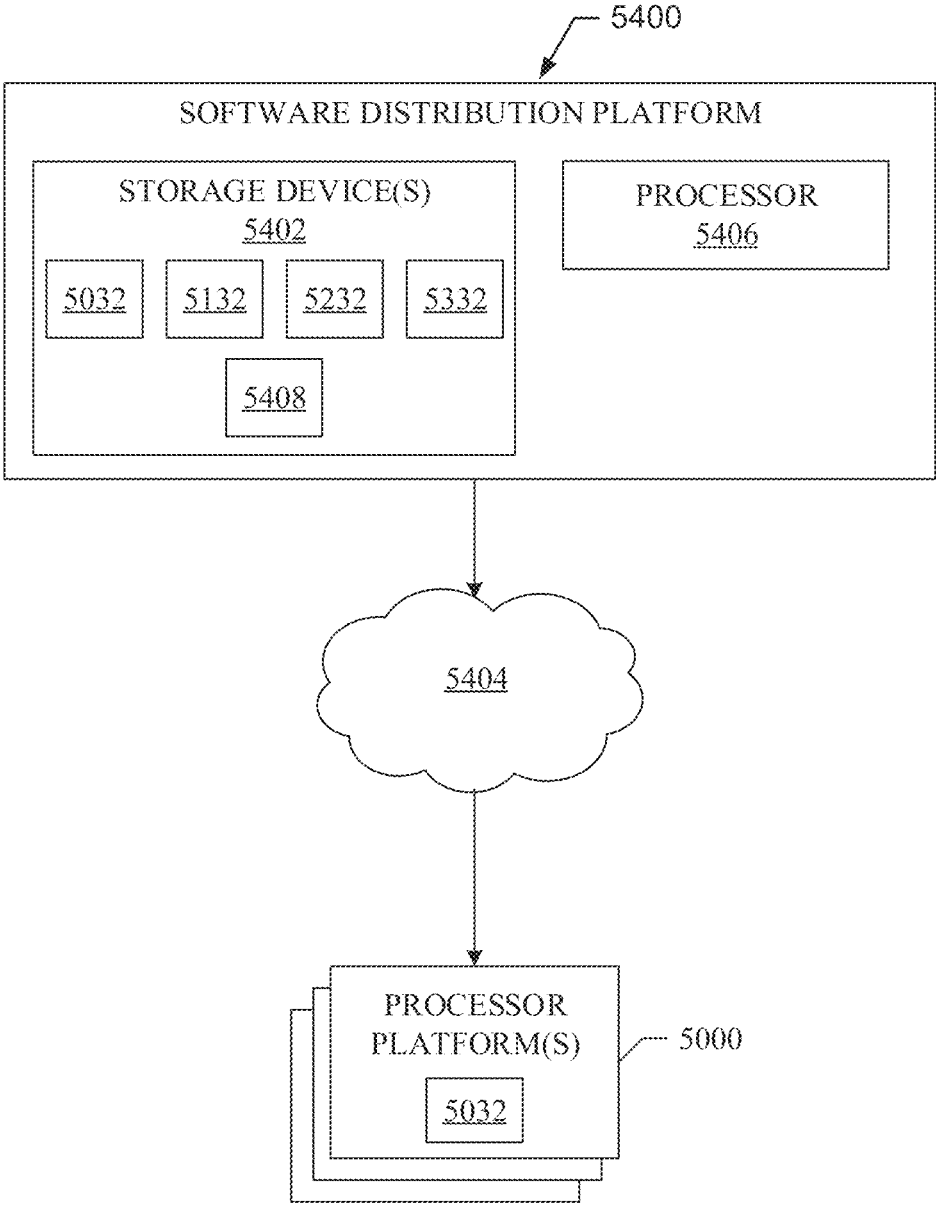 5400
SOFTWARE DISTRIBUTION PLATFORM
STORAGE DEVICE(S)
5402
PROCESSOR
5406
5032
5132
5232
5332
5408
5404
PROCESSOR
PLATFORM(S)
5000
5032